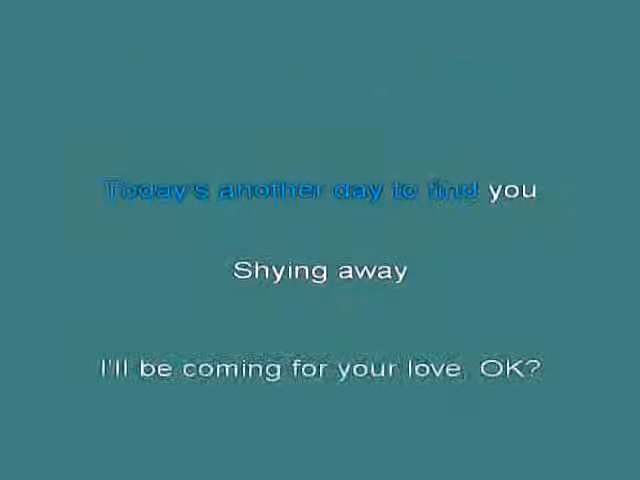 Today's another day to find you
Shying away
I'll be coming for your love, OK?